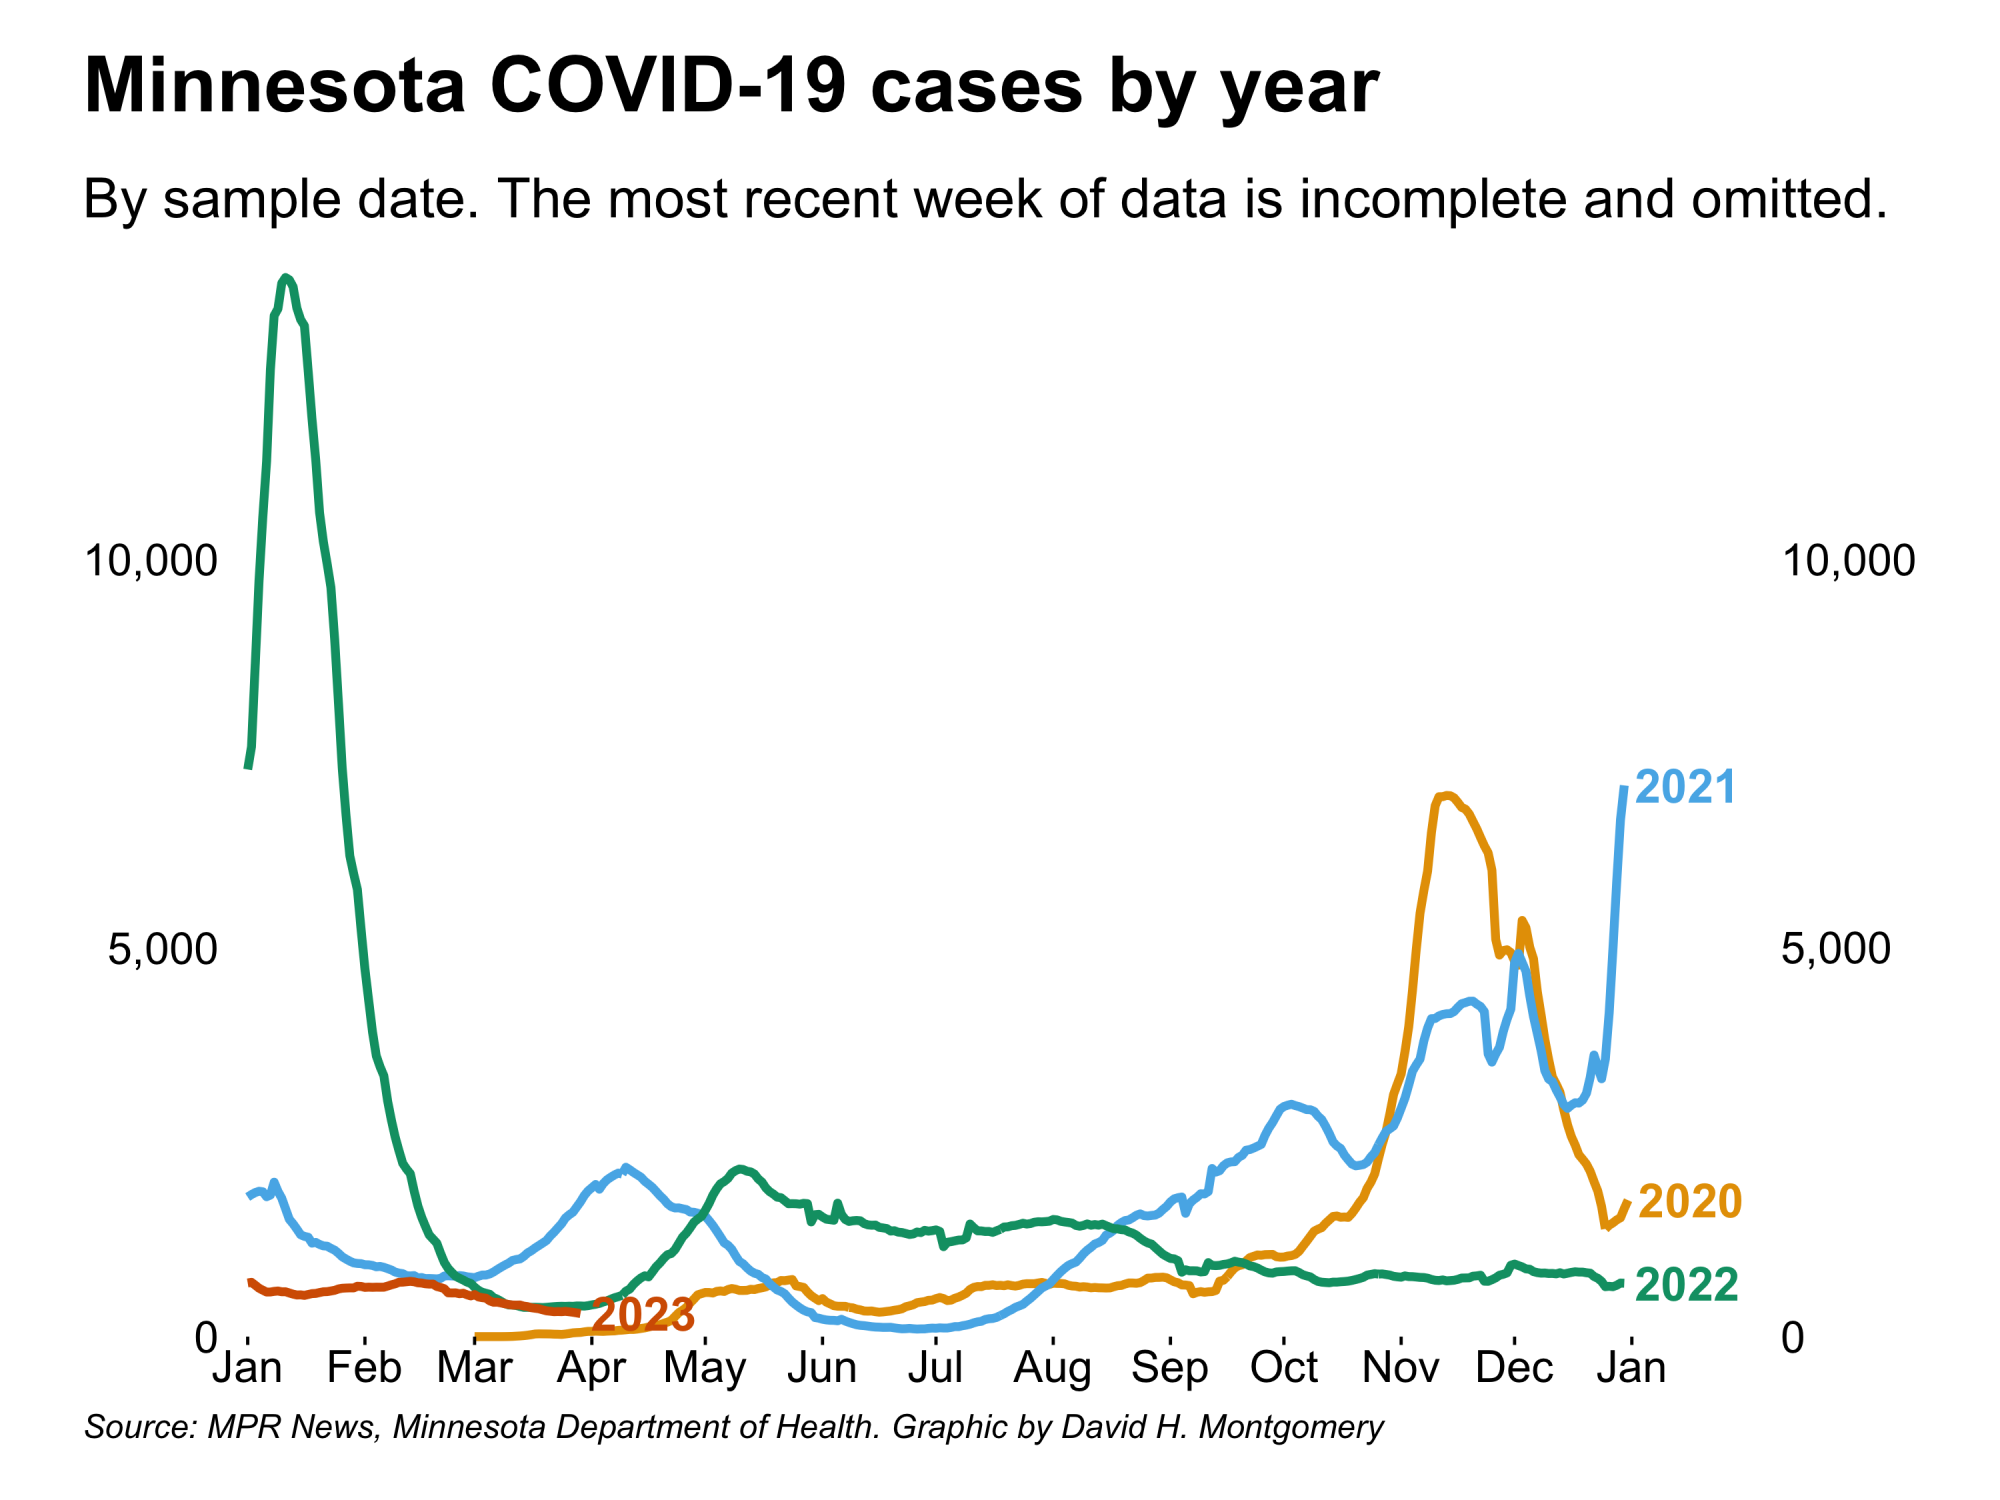 Minnesota COVID-19 cases by year
By sample date. The most recent week of data is incomplete and omitted.
10,000
10,000
2021
5,000
5,000
2020
2022
2023
0
0
Jan Feb Mar Apr May Jun Jul Aug Sep Oct Nov Dec Jan
Source: MPR News, Minnesota Department of Health. Graphic by David H. Montgomery